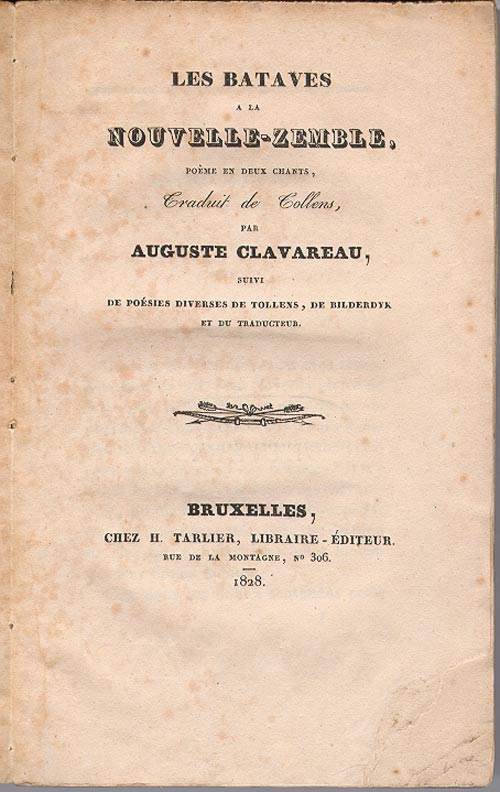 LES BATAVES
A LA
NOUVELLE-ZEMBLE,
POÈME EN DEUX CHANTS,
Traduit de Tollens,
PAR
AUGUSTE CLAVAREAU,
SUIVI
DE POÉSIES DIVERSES DE TOLLENS, DE BILDERDYK
ET DU TRADUCTEUR.
BRUXELLES,
CHEZ H. TARLIER, LIBRAIRE-ÉDITEUR.
RUE DE LA MONTAGNE, Nº 306.
1828.